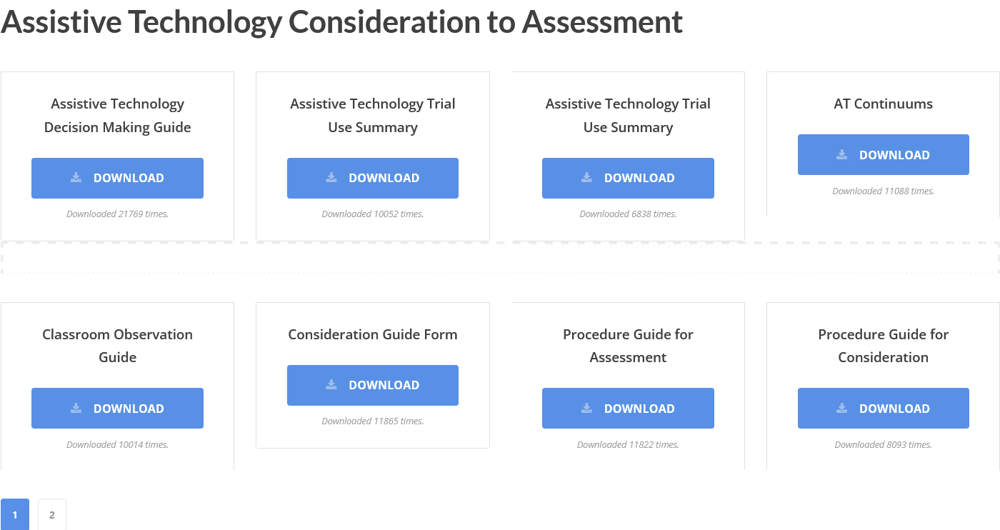 Assistive Technology Consideration to Assessment
Assistive Technology
Decision Making Guide
DOWNLOAD
Downloaded 21769 times.
Assistive Technology Trial
Use Summary
DOWNLOAD
Downloaded 10052 times.
Assistive Technology Trial
Use Summary
DOWNLOAD
Downloaded 6838 times.
AT Continuums
DOWNLOAD
Downloaded 11088 times.
Classroom Observation
Guide
DOWNLOAD
Downloaded 10014 times.
Consideration Guide Form
DOWNLOAD
Downloaded 11865 times.
Procedure Guide for
Assessment
DOWNLOAD
Downloaded 11822 times.
Procedure Guide for
Consideration
DOWNLOAD
Downloaded 8093 times.
1 2